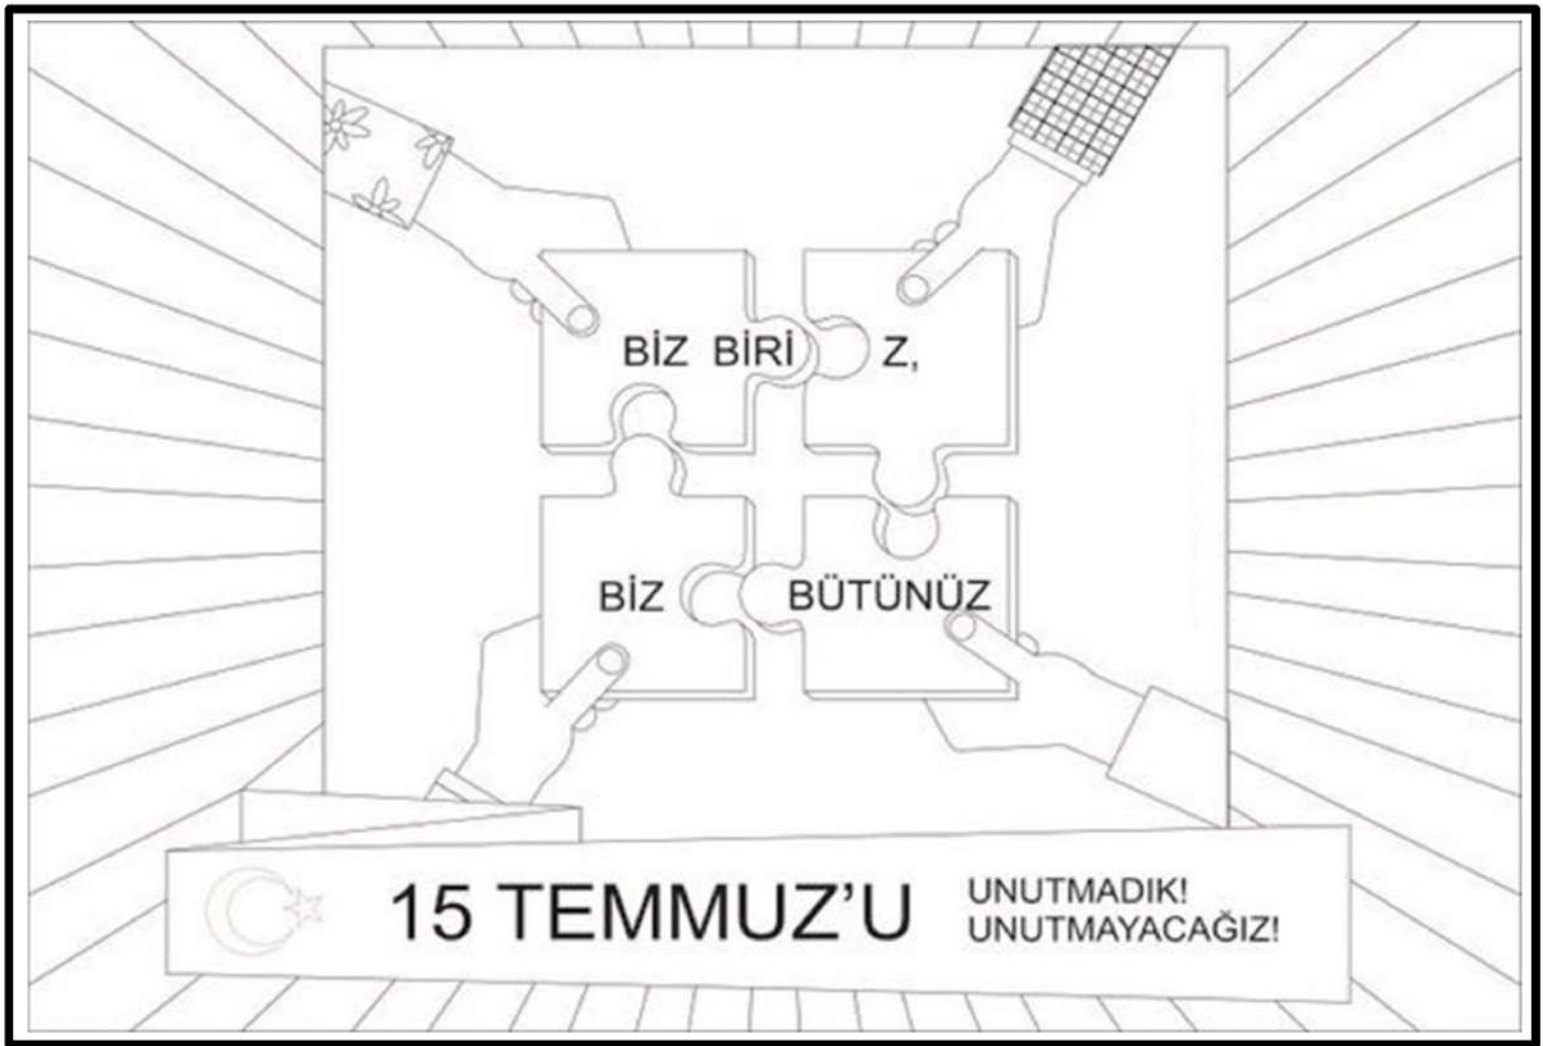 BİZ BİRİ Z,
BİZ BÜTÜNÜZ
15 TEMMUZ'U
UNUTMADIK!
UNUTMAYACAĞIZ!